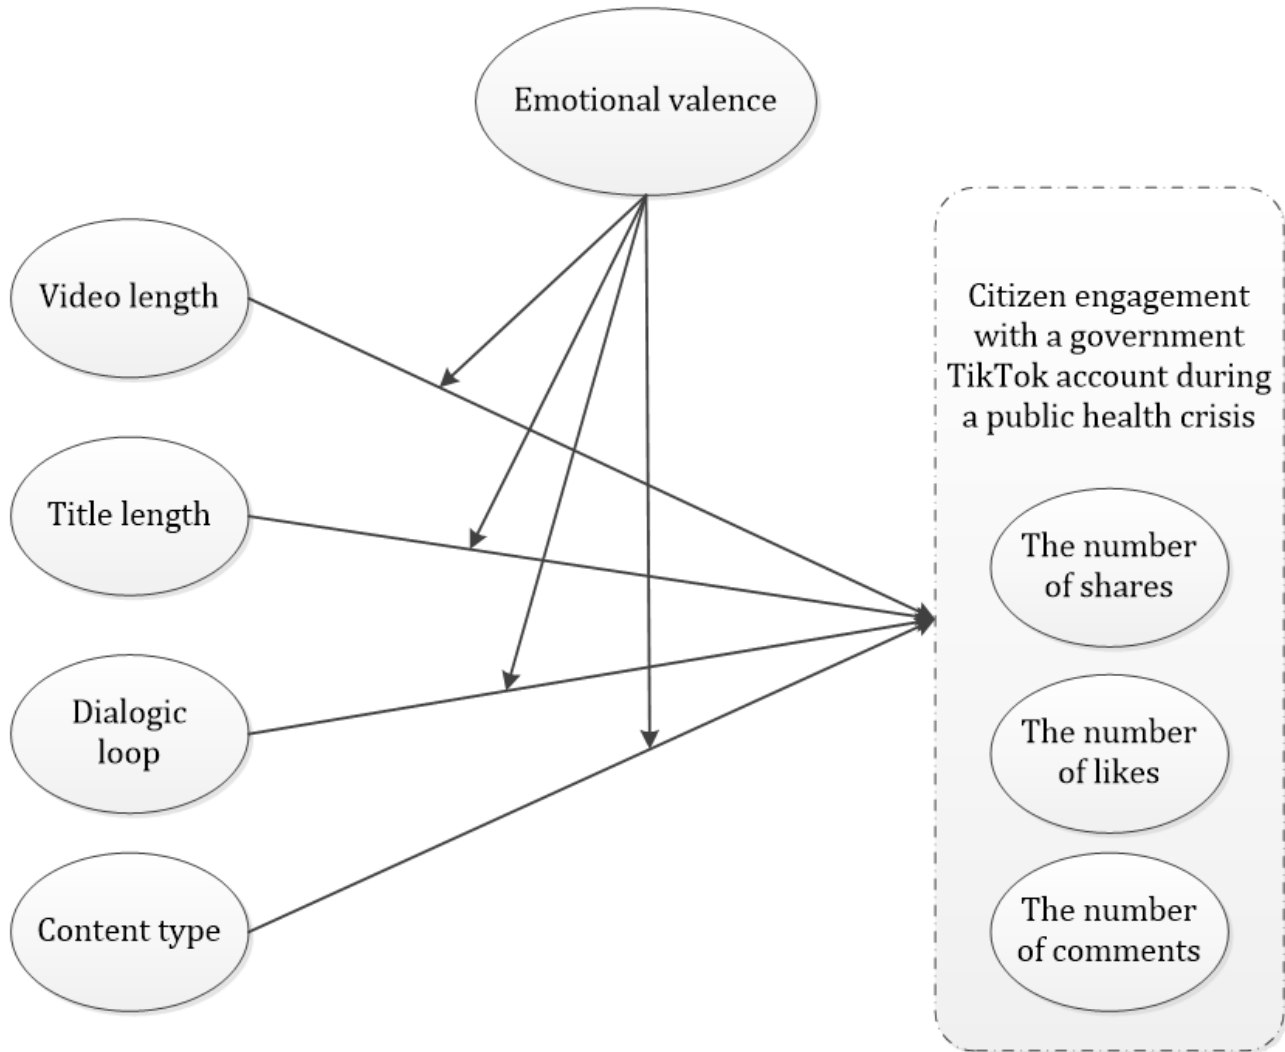 Emotional valence
Video length
Title length
Dialogic
loop
Content type
Citizen engagement
with a government
TikTok account during
a public health crisis
The number
of shares
The number
of likes
The number
of comments